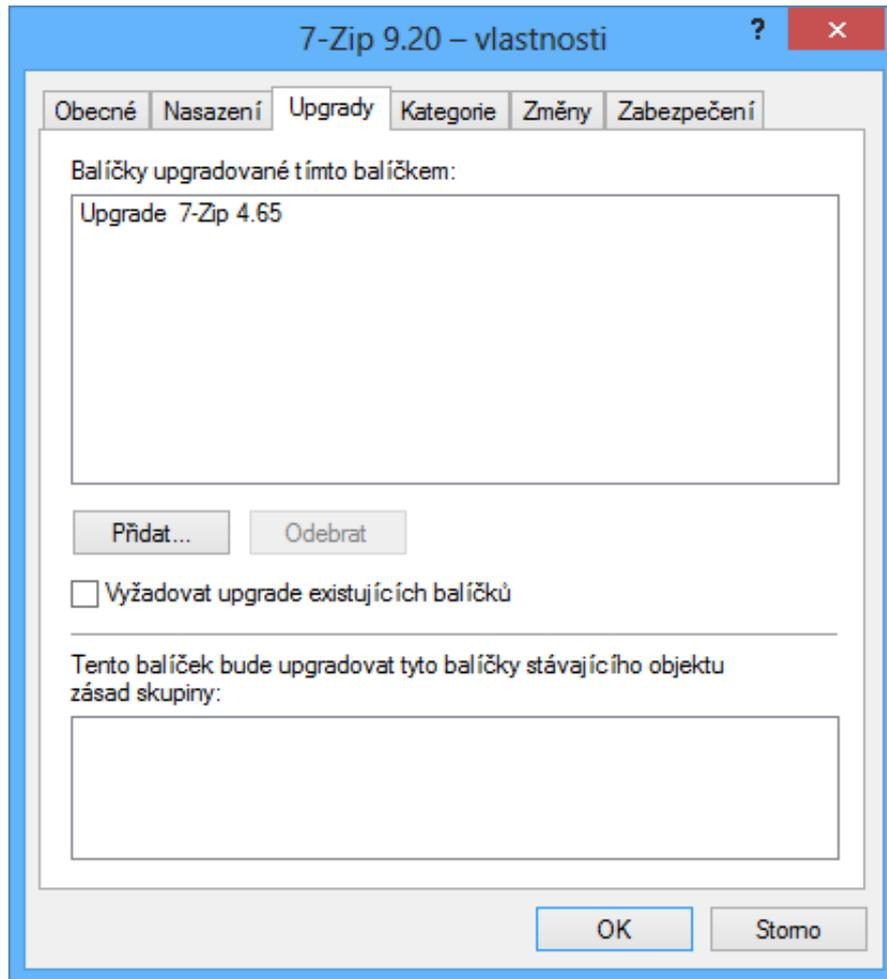 7-Zip 9.20 – vlastnosti
?
Obecné Nasazení Upgrady Kategorie Změny Zabezpečení
Balíčky upgradované tímto balíčkem:
Upgrade 7-Zip 4.65
Přidat... Odebrat
Vyžadovat upgrade existujících balíčků
Tento balíček bude upgradovat tyto balíčky stávajícího objektu
zásad skupiny:
OK Storno